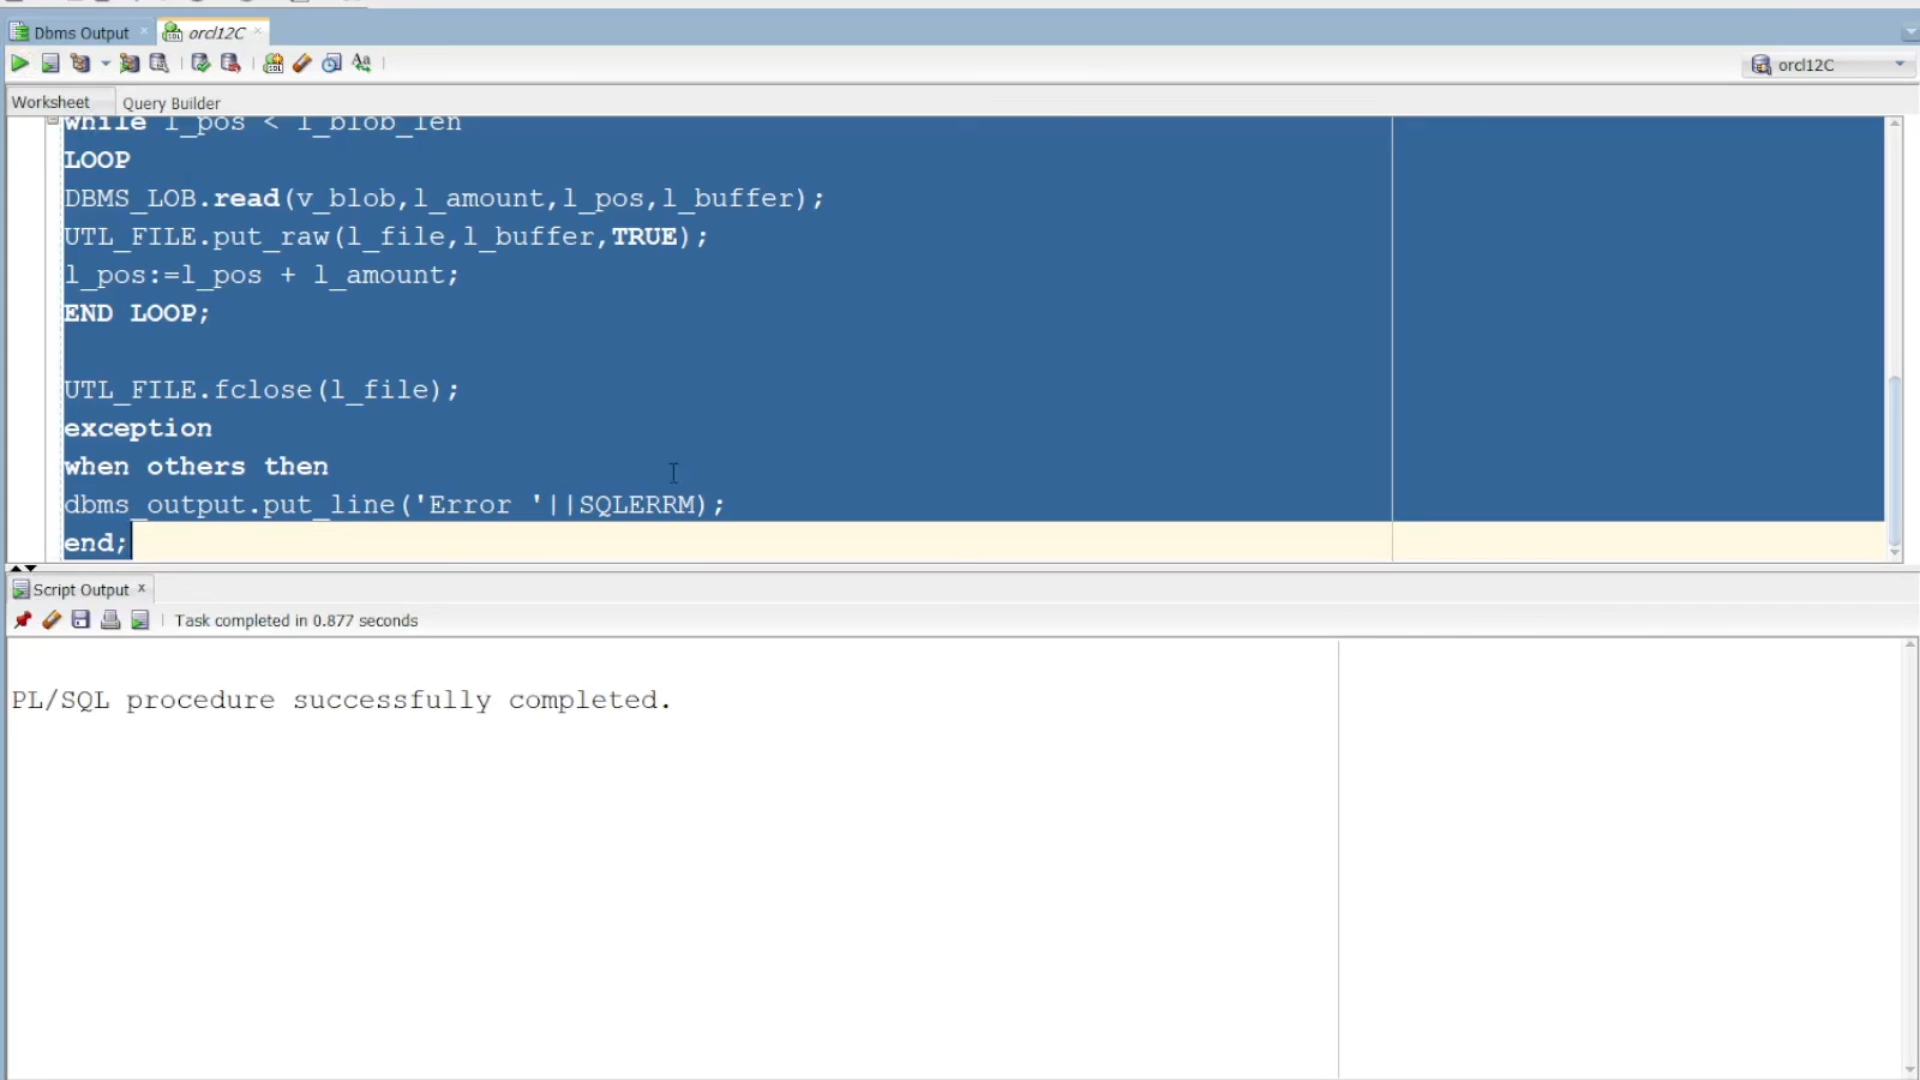 Dbms Output
orcl12C
orcl12C
Worksheet
Query Builder
while l_pos < l_blob_len
LOOP
DBMS_LOB.read(v_blob,l_amount,l_pos,l_buffer);
UTL_FILE.put_raw(l_file,l_buffer,TRUE);
l_pos:=l_pos + l_amount;
END LOOP;
UTL_FILE.fclose(l_file);
exception
when others then
dbms_output.put_line('Error '||SQLERRM);
end;
Script Output
Task completed in 0.877 seconds
PL/SQL procedure successfully completed.